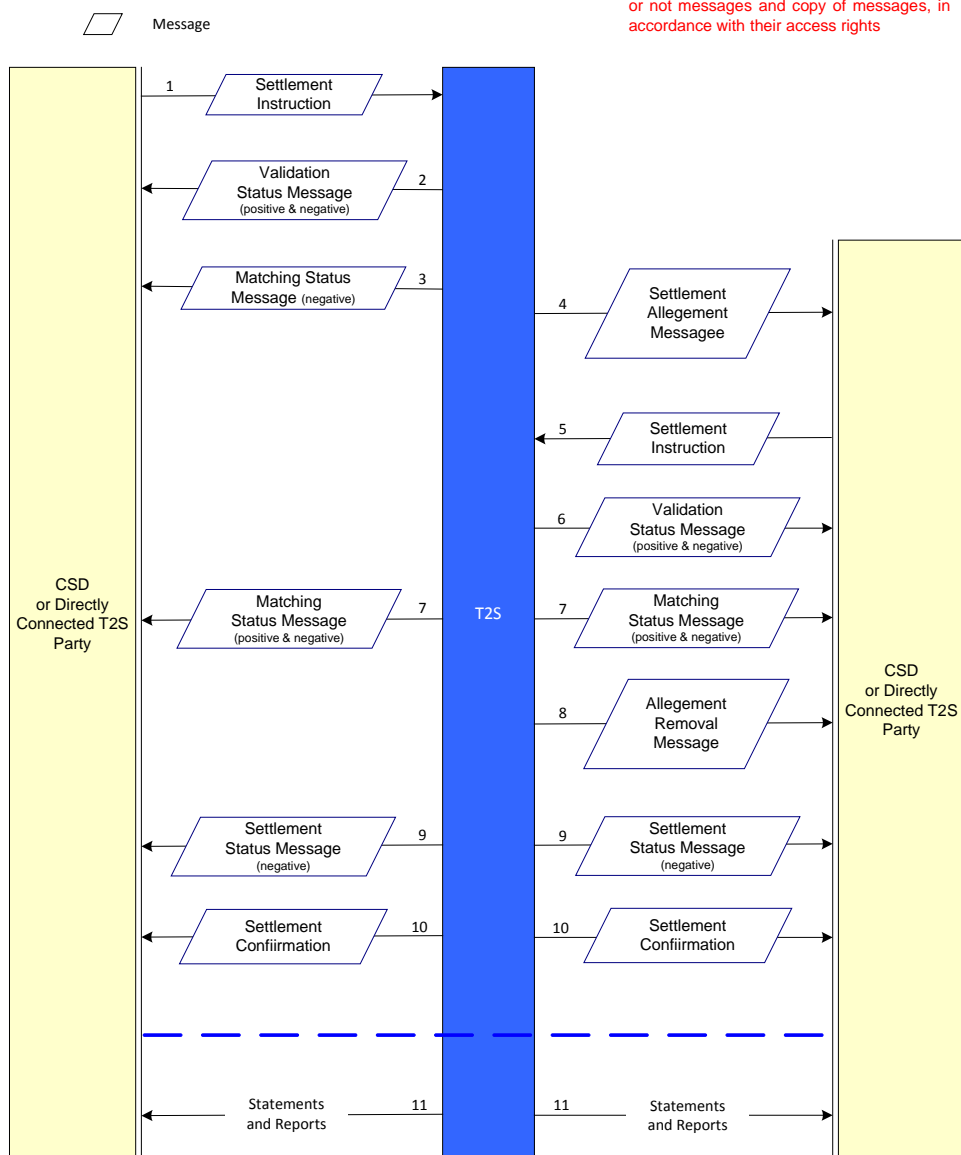 or not messages and copy of messages, in
accordance with their access rights
Message
1
Settlement
Instruction
Validation
Status Message
(positive & negative)
2
Matching Status
Message (negative)
3
4
Settlement
Allegement
Messagee
5
Settlement
Instruction
6
Validation
Status Message
(positive & negative)
CSD
or Directly
Connected T2S
Party
Matching
Status Message
(positive & negative)
7
T2S
7
Matching
Status Message
(positive & negative)
8
Allegement
Removal
Message
CSD
or Directly
Connected T2S
Party
Settlement
Status Message
(negative)
9
9
Settlement
Status Message
(negative)
Settlement
Confiirmation
10
10
Settlement
Confiirmation
Statements
and Reports
11
11
Statements
and Reports